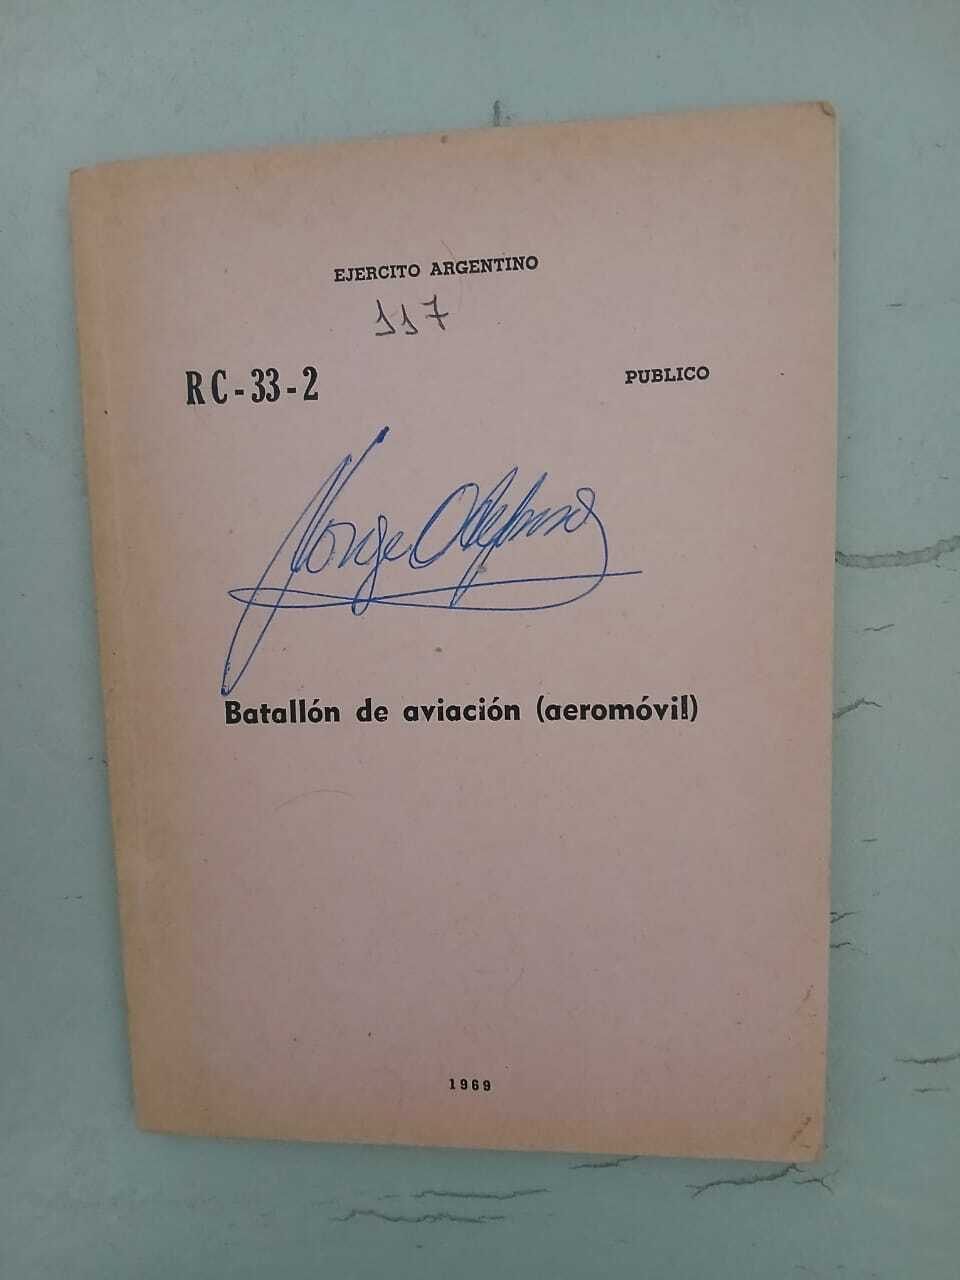 EJERCITO ARGENTINO
117
RC-33-2
PUBLICO
Jorge
Batallón de aviación (aeromóvil)
1969